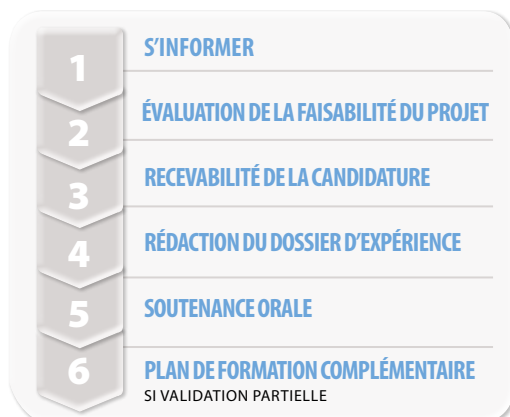 1
S'INFORMER
2
ÉVALUATION DE LA FAISABILITÉ DU PROJET
3
RECEVABILITÉ DE LA CANDIDATURE
4
RÉDACTION DU DOSSIER D'EXPÉRIENCE
5
SOUTENANCE ORALE
6
PLAN DE FORMATION COMPLÉMENTAIRE
SI VALIDATION PARTIELLE